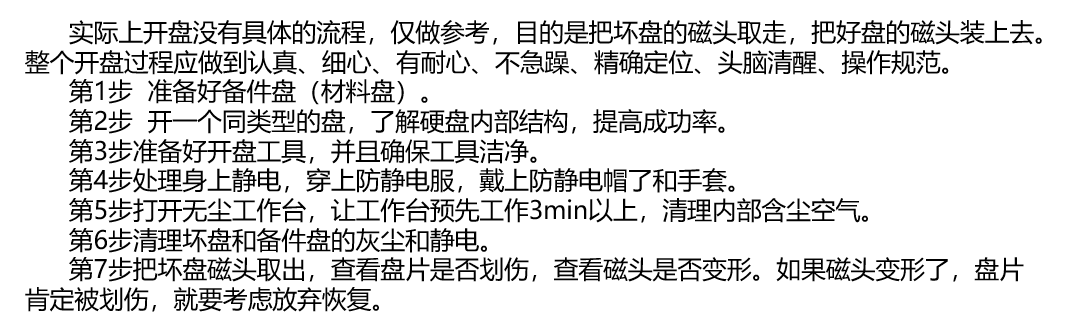 实际上开盘没有具体的流程，仅做参考，目的是把坏盘的磁头取走，把好盘的磁头装上去。
整个开盘过程应做到认真、细心、有耐心、不急躁、精确定位、头脑清醒、操作规范。
第1步 准备好备件盘（材料盘）。
第2步 开一个同类型的盘，了解硬盘内部结构，提高成功率。
第3步准备好开盘工具，并且确保工具洁净。
第4步处理身上静电，穿上防静电服，戴上防静电帽了和手套。
第5步打开无尘工作台，让工作台预先工作3min以上，清理内部含尘空气。
第6步清理坏盘和备件盘的灰尘和静电。
第7步把坏盘磁头取出，查看盘片是否划伤，查看磁头是否变形。如果磁头变形了，盘片
肯定被划伤，就要考虑放弃恢复。